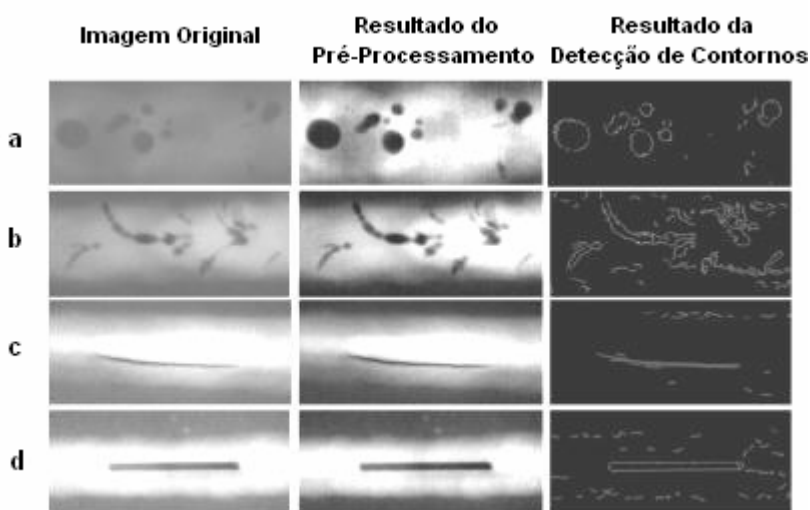 Imagem Original
Resultado do
Pré-Processamento
Resultado da
Detecção de Contornos
a
b
c
d